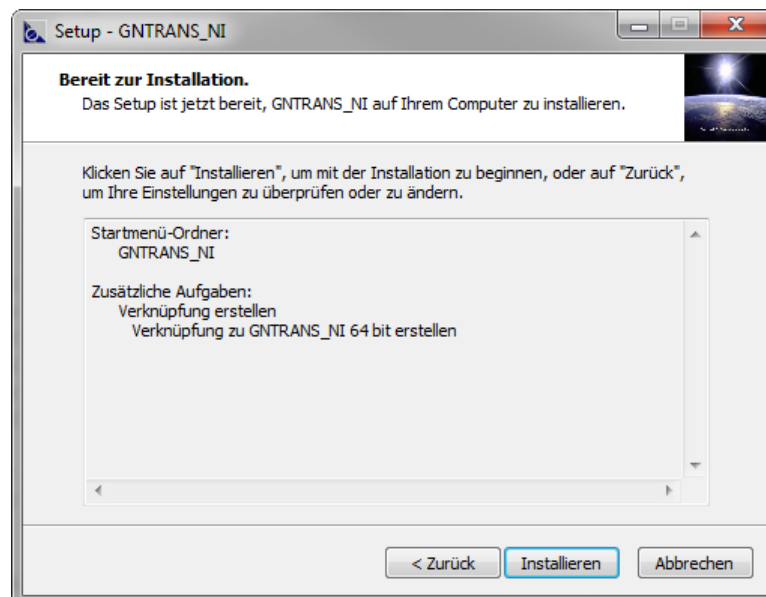 Setup - GNTRANS_NI
Bereit zur Installation.
Das Setup ist jetzt bereit, GNTRANS_NI auf Ihrem Computer zu installieren.
Klicken Sie auf "Installieren", um mit der Installation zu beginnen, oder auf "Zurück",
um Ihre Einstellungen zu überprüfen oder zu ändern.
Startmenü-Ordner:
GNTRANS_NI
Zusätzliche Aufgaben:
Verknüpfung erstellen
Verknüpfung zu GNTRANS_NI 64 bit erstellen
< Zurück
Installieren
Abbrechen